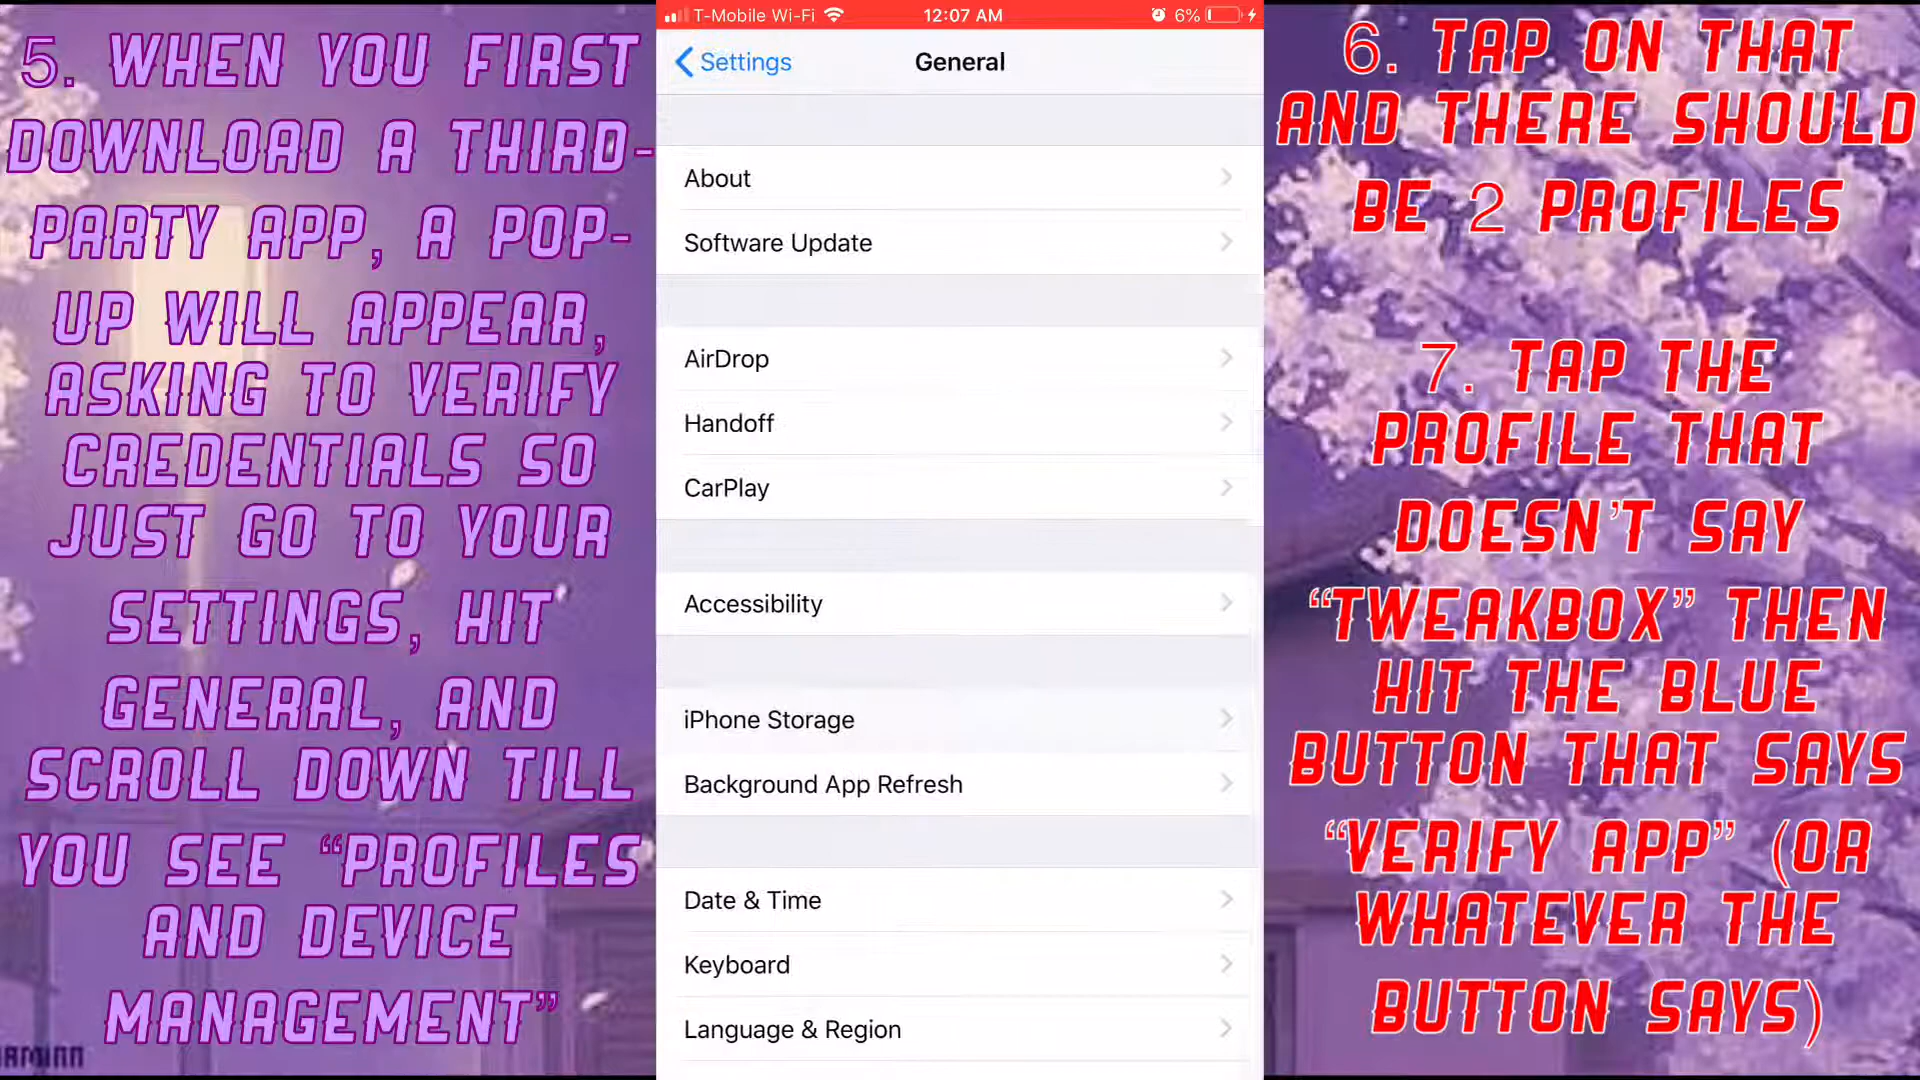 5. WHEN YOU FIRST
DOWNLOAD A THIRD-
PARTY APP, A POP-
UP WILL APPEAR,
ASKING TO VERIFY
CREDENTIALS SO
JUST GO TO YOUR
SETTINGS, HIT
GENERAL, AND
SCROLL DOWN TILL
YOU SEE “PROFILES
AND DEVICE
MANAGEMENT”
T-Mobile Wi-Fi 12:07 AM 6%
Settings General
About
Software Update
AirDrop
Handoff
CarPlay
Accessibility
iPhone Storage
Background App Refresh
Date & Time
Keyboard
Language & Region
6. TAP ON THAT
AND THERE SHOULD
BE 2 PROFILES
7. TAP THE
PROFILE THAT
DOESN’T SAY
“TWEAKBOX” THEN
HIT THE BLUE
BUTTON THAT SAYS
“VERIFY APP” (OR
WHATEVER THE
BUTTON SAYS)